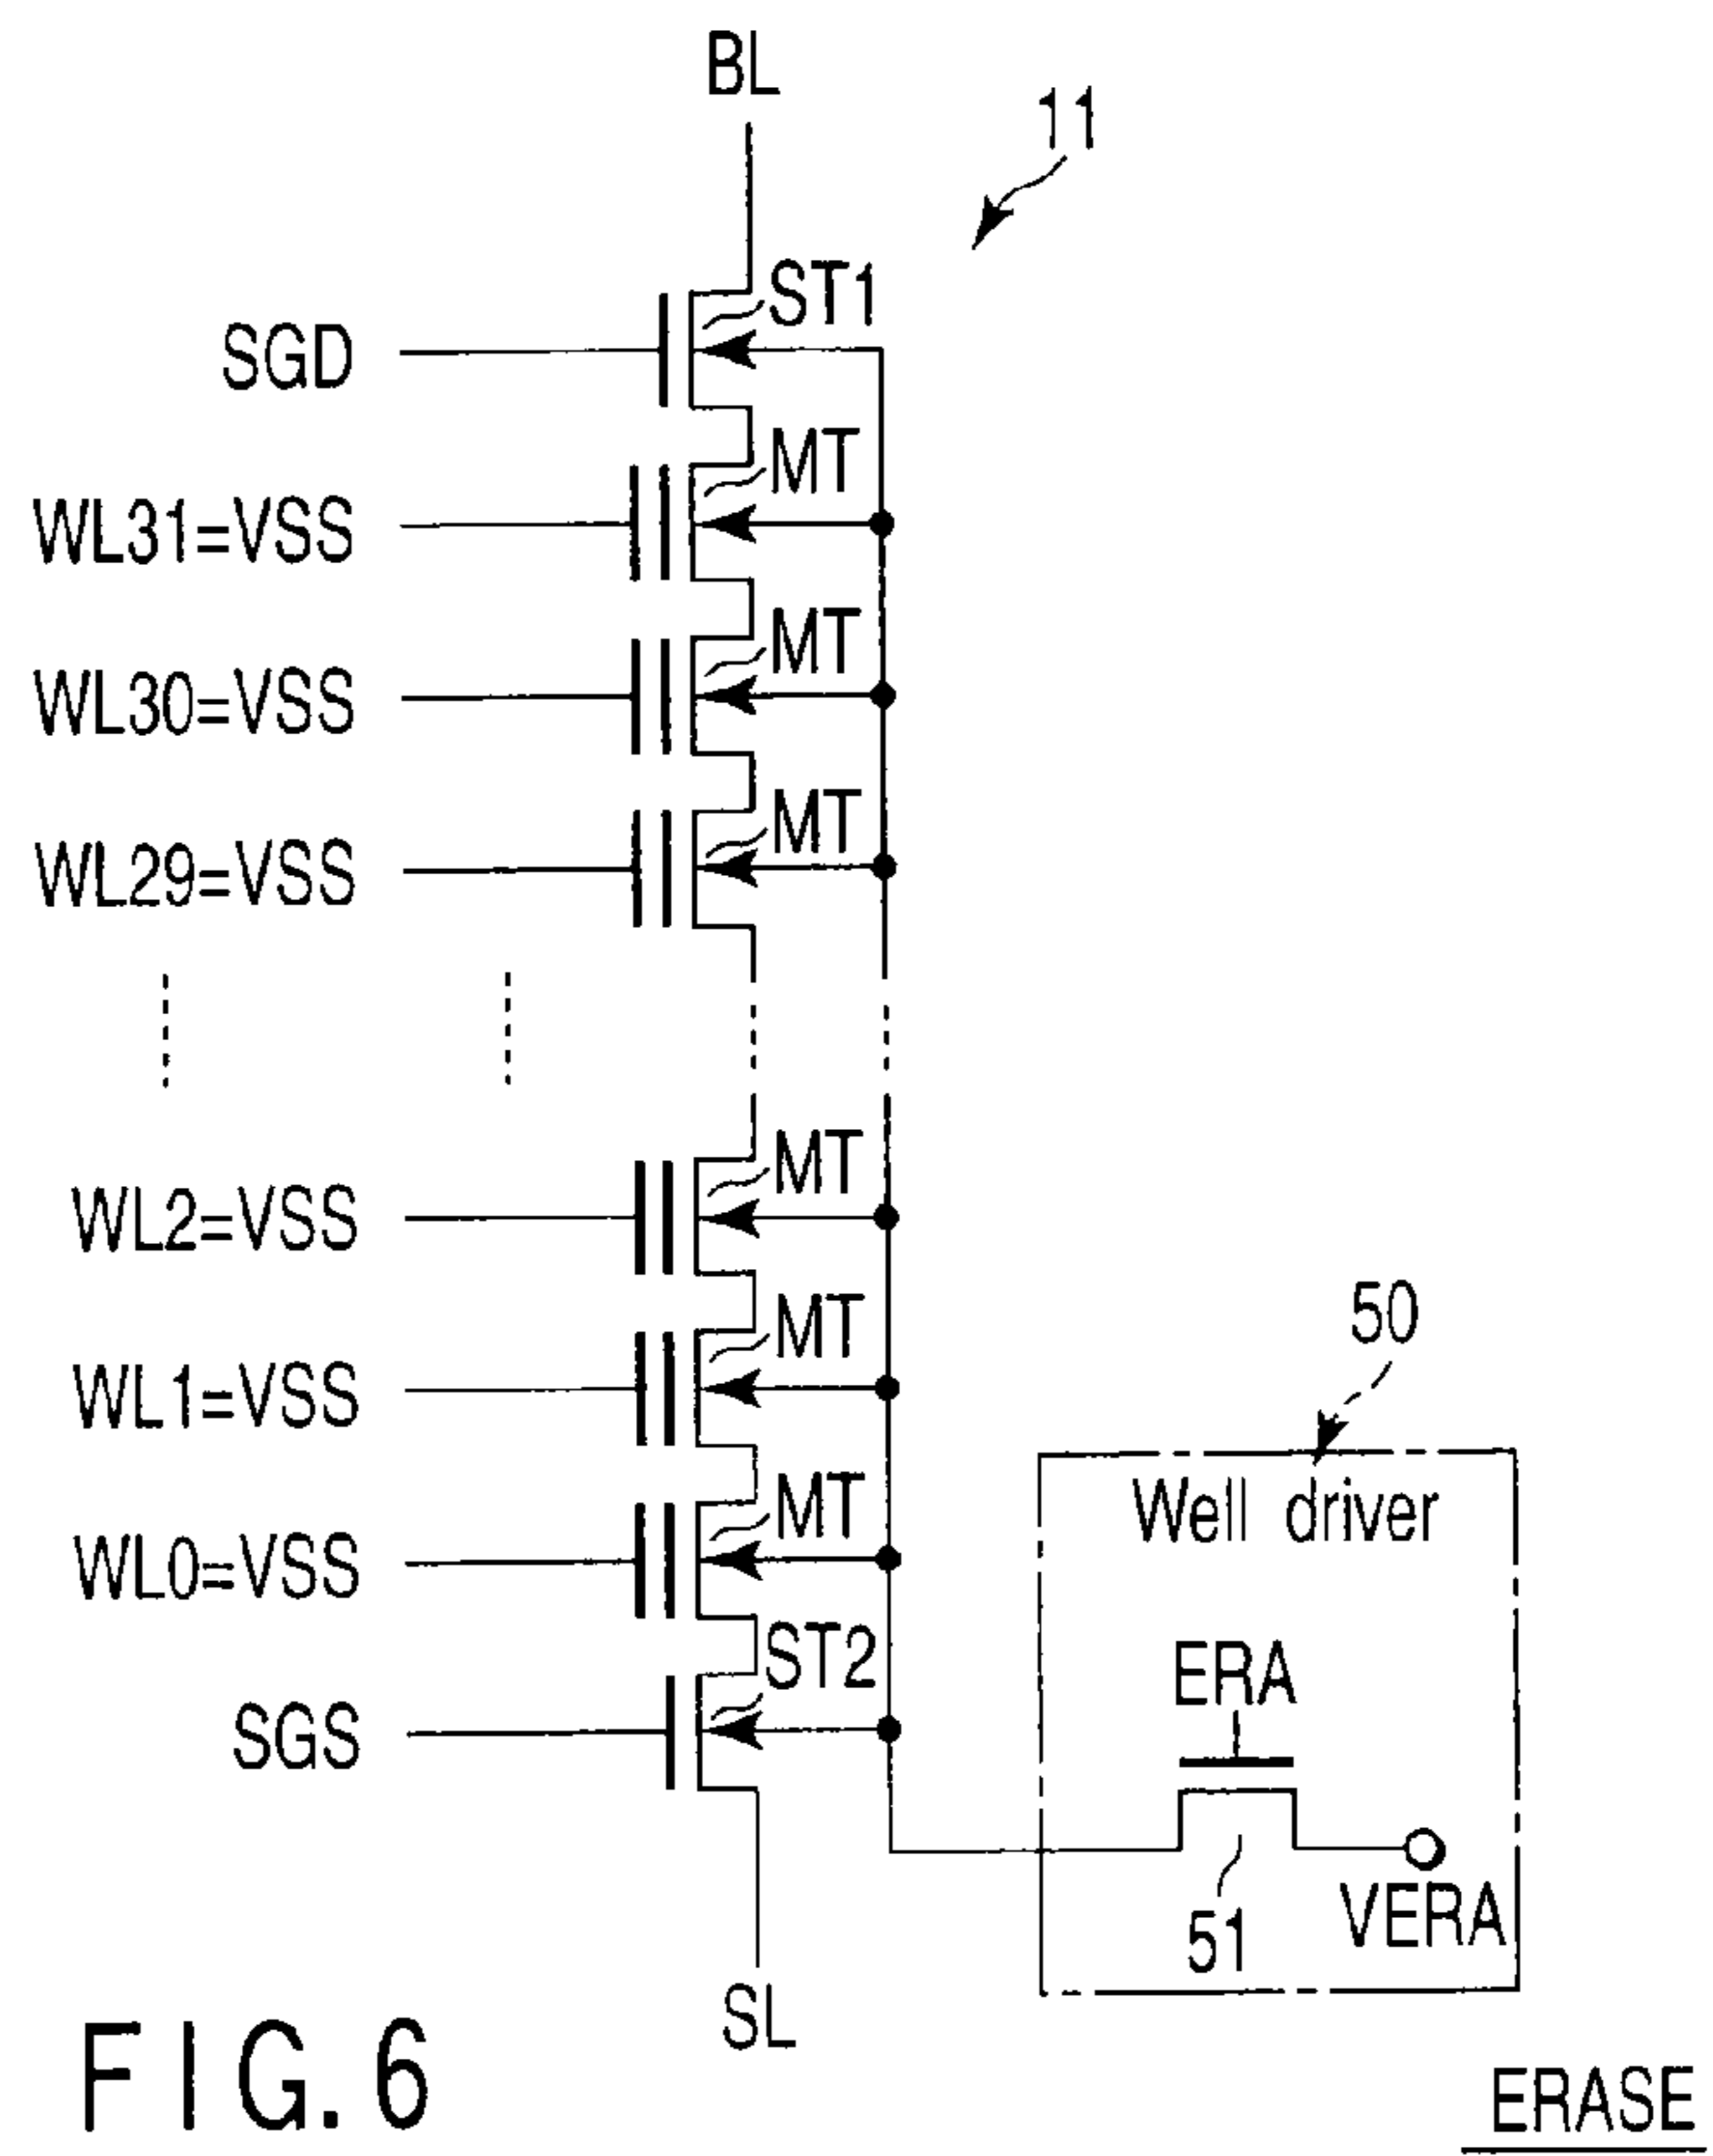 BL
11
ST1
SGD
MT
WL31=VSS
MT
WL30=VSS
MT
WL29=VSS
MT
WL2=VSS
50
MT
WL1=VSS
Well driver
MT
WL0=VSS
ST2
ERA
SGS
VERA
51
SL
FIG. 6
ERASE